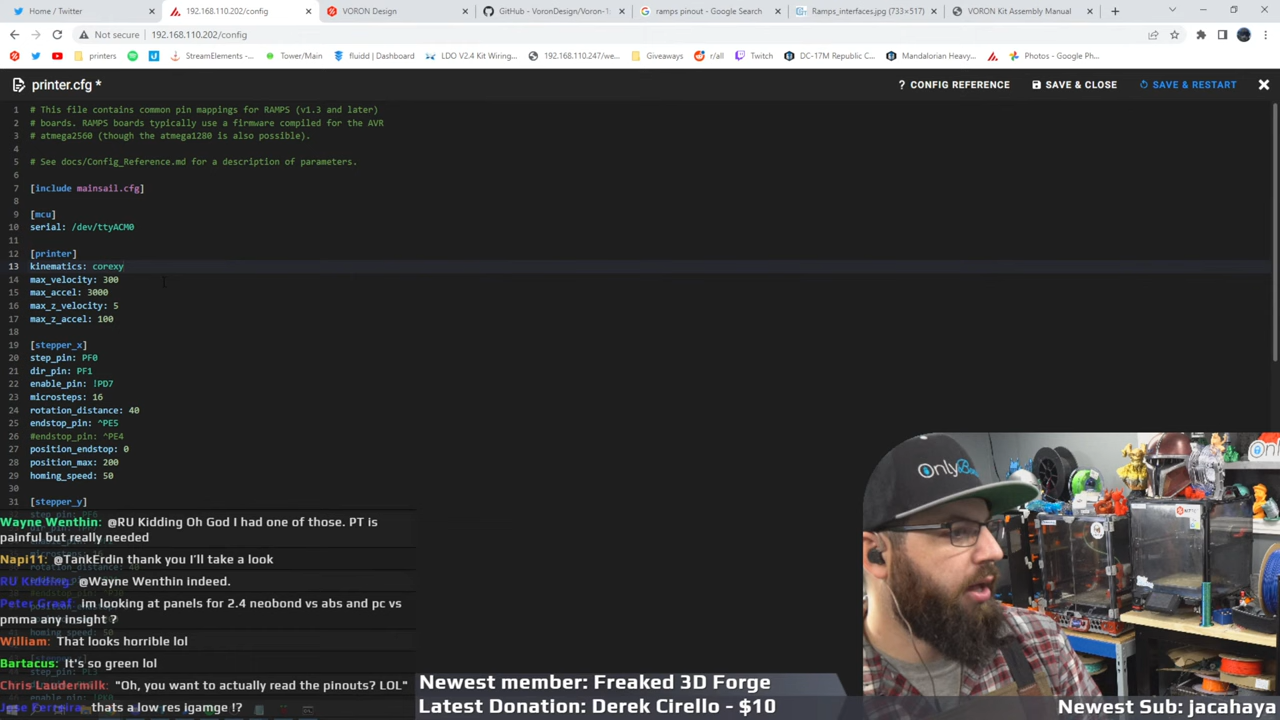 Home / Twitter
192.168.110.202/config
VORON Design
GitHub - VoronDesign/Voron-
ramps pinout - Google Search
Ramps_interfaces.jpg (733×517)
VORON Kit Assembly Manual
Not secure
192.168.110.202/config
printers
StreamElements -...
Tower/Main
fluidd | Dashboard
LDO V2.4 Kit Wiring...
192.168.110.247/we...
Giveaways
r/all
Twitch
DC-17M Republic C...
Mandalorian Heavy...
Photos - Google Ph...
printer.cfg *
? CONFIG REFERENCE
SAVE & CLOSE
SAVE & RESTART
1 # This file contains common pin mappings for RAMPS (v1.3 and later)
2 # boards. RAMPS boards typically use a firmware compiled for the AVR
3 # atmega2560 (though the atmega1280 is also possible).
4
5 # See docs/Config_Reference.md for a description of parameters.
6
7 [include mainsail.cfg]
8
9 [mcu]
10 serial: /dev/ttyACM0
11
12 [printer]
13 kinematics: corexy
14 max_velocity: 300
15 max_accel: 3000
16 max_z_velocity: 5
17 max_z_accel: 100
18
19 [stepper_x]
20 step_pin: PF0
21 dir_pin: PF1
22 enable_pin: !PD7
23 microsteps: 16
24 rotation_distance: 40
25 endstop_pin: ^PE5
26 #endstop_pin: ^PE4
27 position_endstop: 0
28 position_max: 200
29 homing_speed: 50
30
31 [stepper_y]
Wayne Wenthin: @RU Kidding Oh God I had one of those. PT is
painful but really needed
Napi11: @TankErdin thank you I'll take a look
RU Kidding: @Wayne Wenthin indeed.
Peter Graaf: Im looking at panels for 2.4 neobond vs abs and pc vs
pmma any insight ?
William: That looks horrible lol
Bartacus: It's so green lol
Chris Laudermilk: "Oh, you want to actually read the pinouts? LOL"
Jose Pereira: thats a low res igamge !?
Only
Newest member: Freaked 3D Forge
Latest Donation: Derek Cirello - $10
Newest Sub: jacahaya